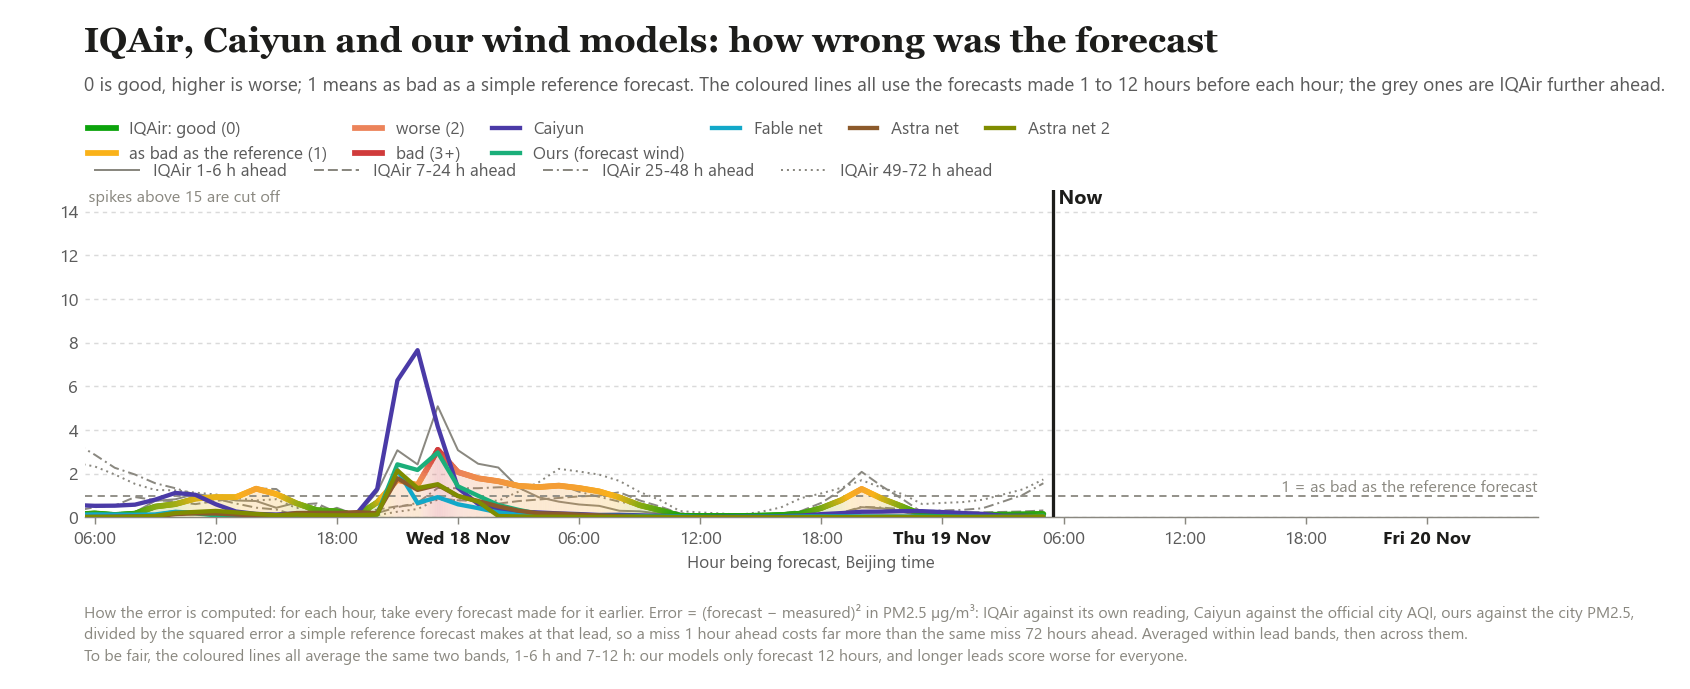 IQAir, Caiyun and our wind models: how wrong was the forecast
0 is good, higher is worse; 1 means as bad as a simple reference forecast. The coloured lines all use the forecasts made 1 to 12 hours before each hour; the grey ones are IQAir further ahead.
IQAir: good (0) worse (2) Caiyun Fable net Astra net Astra net 2
as bad as the reference (1) bad (3+) Ours (forecast wind)
IQAir 1-6 h ahead IQAir 7-24 h ahead IQAir 25-48 h ahead IQAir 49-72 h ahead
spikes above 15 are cut off
Now
14
12
10
8
6
4
2
1 = as bad as the reference forecast
0
06:00 12:00 18:00 Wed 18 Nov 06:00 12:00 18:00 Thu 19 Nov 06:00 12:00 18:00 Fri 20 Nov
Hour being forecast, Beijing time
How the error is computed: for each hour, take every forecast made for it earlier. Error = (forecast − measured)² in PM2.5 µg/m³: IQAir against its own reading, Caiyun against the official city AQI, ours against the city PM2.5,
divided by the squared error a simple reference forecast makes at that lead, so a miss 1 hour ahead costs far more than the same miss 72 hours ahead. Averaged within lead bands, then across them.
To be fair, the coloured lines all average the same two bands, 1-6 h and 7-12 h: our models only forecast 12 hours, and longer leads score worse for everyone.